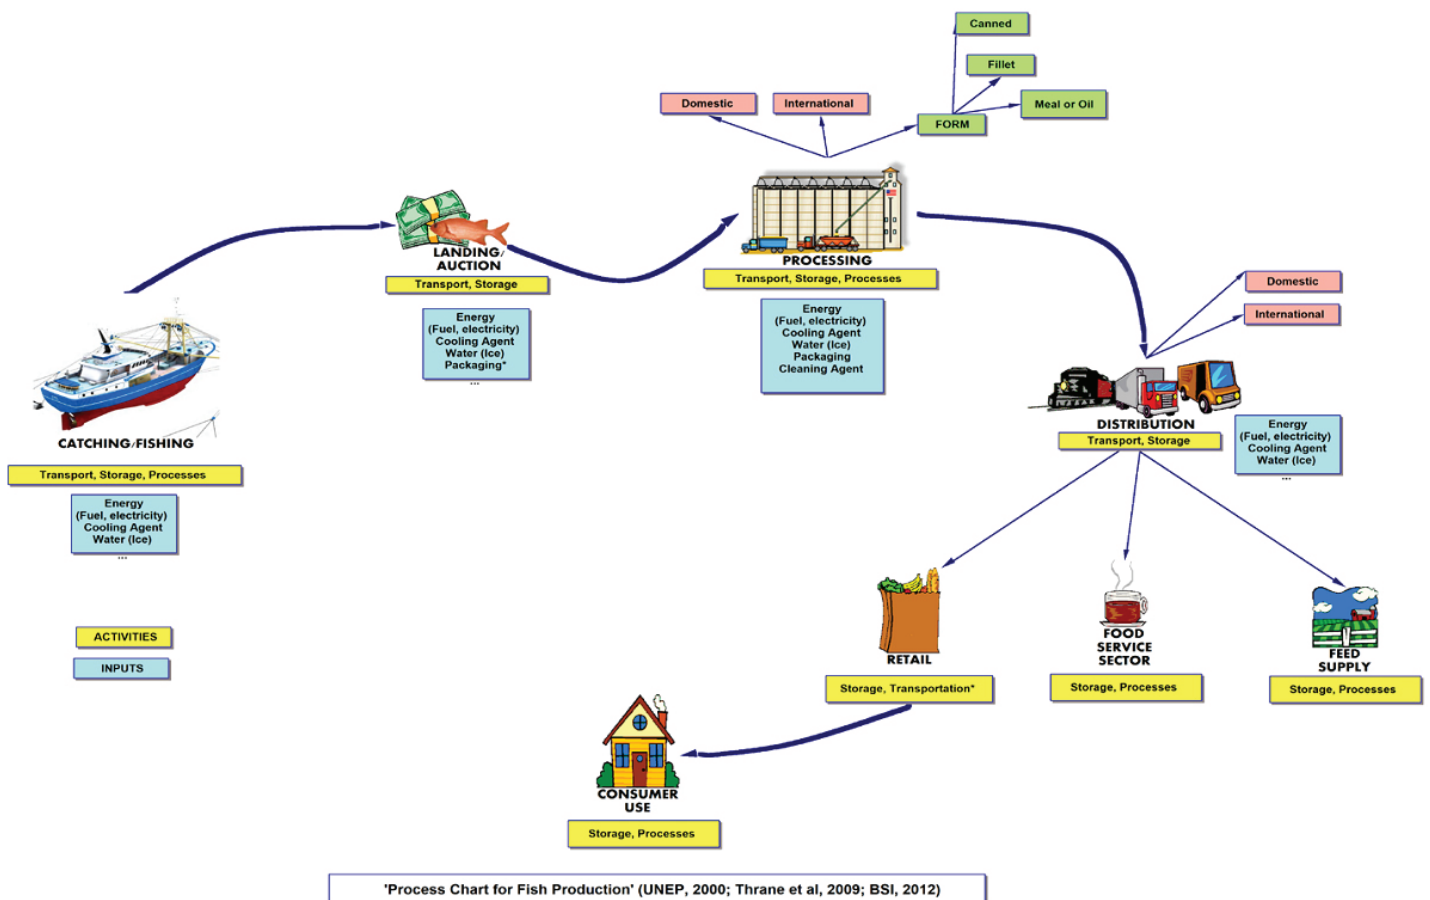 Canned
Fillet
Meal or Oil
FORM
Domestic
International
LANDING/
AUCTION
Transport, Storage
Energy
(Fuel, electricity)
Cooling Agent
Water (Ice)
Packaging*
...
PROCESSING
Transport, Storage, Processes
Energy
(Fuel, electricity)
Cooling Agent
Water (Ice)
Packaging
Cleaning Agent
Domestic
International
CATCHING/FISHING
Transport, Storage, Processes
Energy
(Fuel, electricity)
Cooling Agent
Water (Ice)
...
DISTRIBUTION
Transport, Storage
Energy
(Fuel, electricity)
Cooling Agent
Water (Ice)
...
ACTIVITIES
INPUTS
RETAIL
Storage, Transportation*
FOOD
SERVICE
SECTOR
Storage, Processes
FEED
SUPPLY
Storage, Processes
CONSUMER
USE
Storage, Processes
'Process Chart for Fish Production' (UNEP, 2000; Thrane et al, 2009; BSI, 2012)